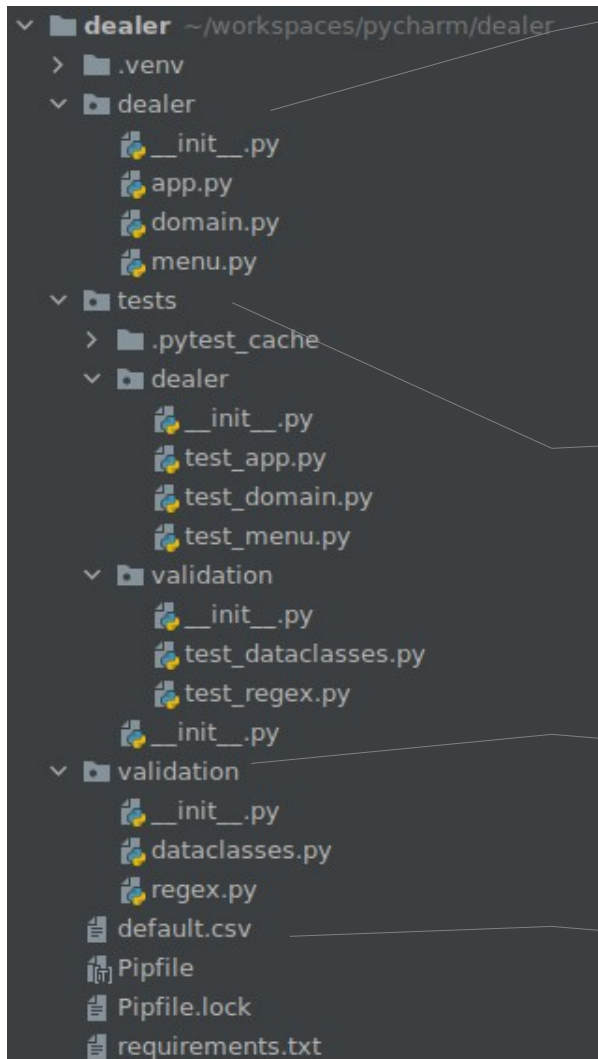 dealer ~/workspaces/pycharm/dealer
.venv
dealer
__init__.py
app.py
domain.py
menu.py
tests
.pytest_cache
dealer
__init__.py
test_app.py
test_domain.py
test_menu.py
validation
__init__.py
test_dataclasses.py
test_regex.py
__init__.py
validation
__init__.py
dataclasses.py
regex.py
default.csv
Pipfile
Pipfile.lock
requirements.txt